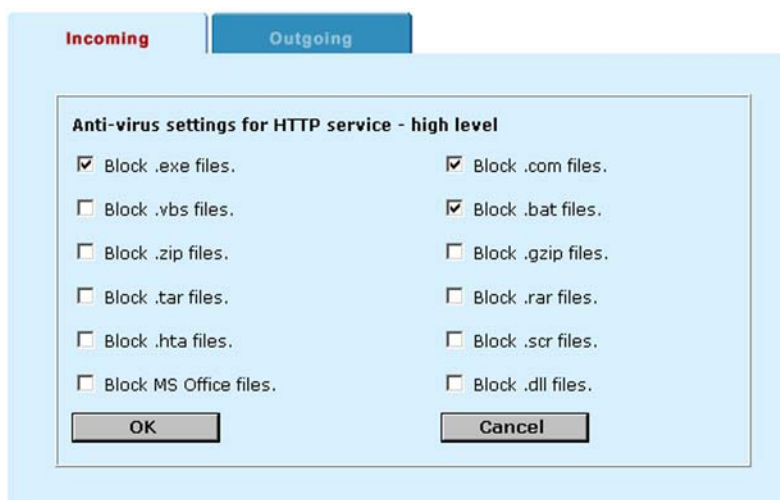 Incoming
Outgoing
Anti-virus settings for HTTP service - high level
Block .exe files.
Block .com files.
Block .vbs files.
Block .bat files.
Block .zip files.
Block .gzip files.
Block .tar files.
Block .rar files.
Block .hta files.
Block .scr files.
Block MS Office files.
Block .dll files.
OK
Cancel